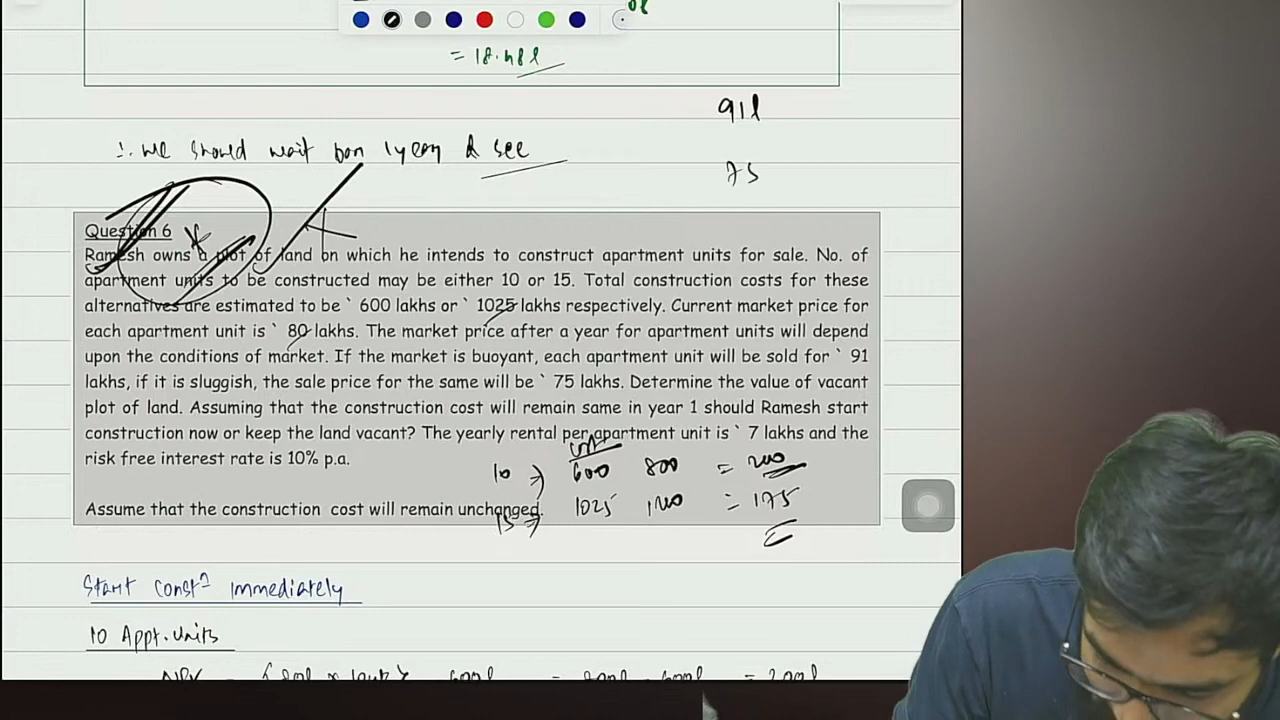 = 18.48l
91l
∴ we should wait for 1 year & see
75
Question 6
Ramesh owns a plot of land on which he intends to construct apartment units for sale. No. of
apartment units to be constructed may be either 10 or 15. Total construction costs for these
alternatives are estimated to be ` 600 lakhs or ` 1025 lakhs respectively. Current market price for
each apartment unit is ` 80 lakhs. The market price after a year for apartment units will depend
upon the conditions of market. If the market is buoyant, each apartment unit will be sold for ` 91
lakhs, if it is sluggish, the sale price for the same will be ` 75 lakhs. Determine the value of vacant
plot of land. Assuming that the construction cost will remain same in year 1 should Ramesh start
construction now or keep the land vacant? The yearly rental per apartment unit is ` 7 lakhs and the
risk free interest rate is 10% p.a.
cost
10 ⇒ 600 800 = 200
Assume that the construction cost will remain unchanged.
15 ⇒ 1025 1200 = 175
Start constn immediately
10 Appt. Units